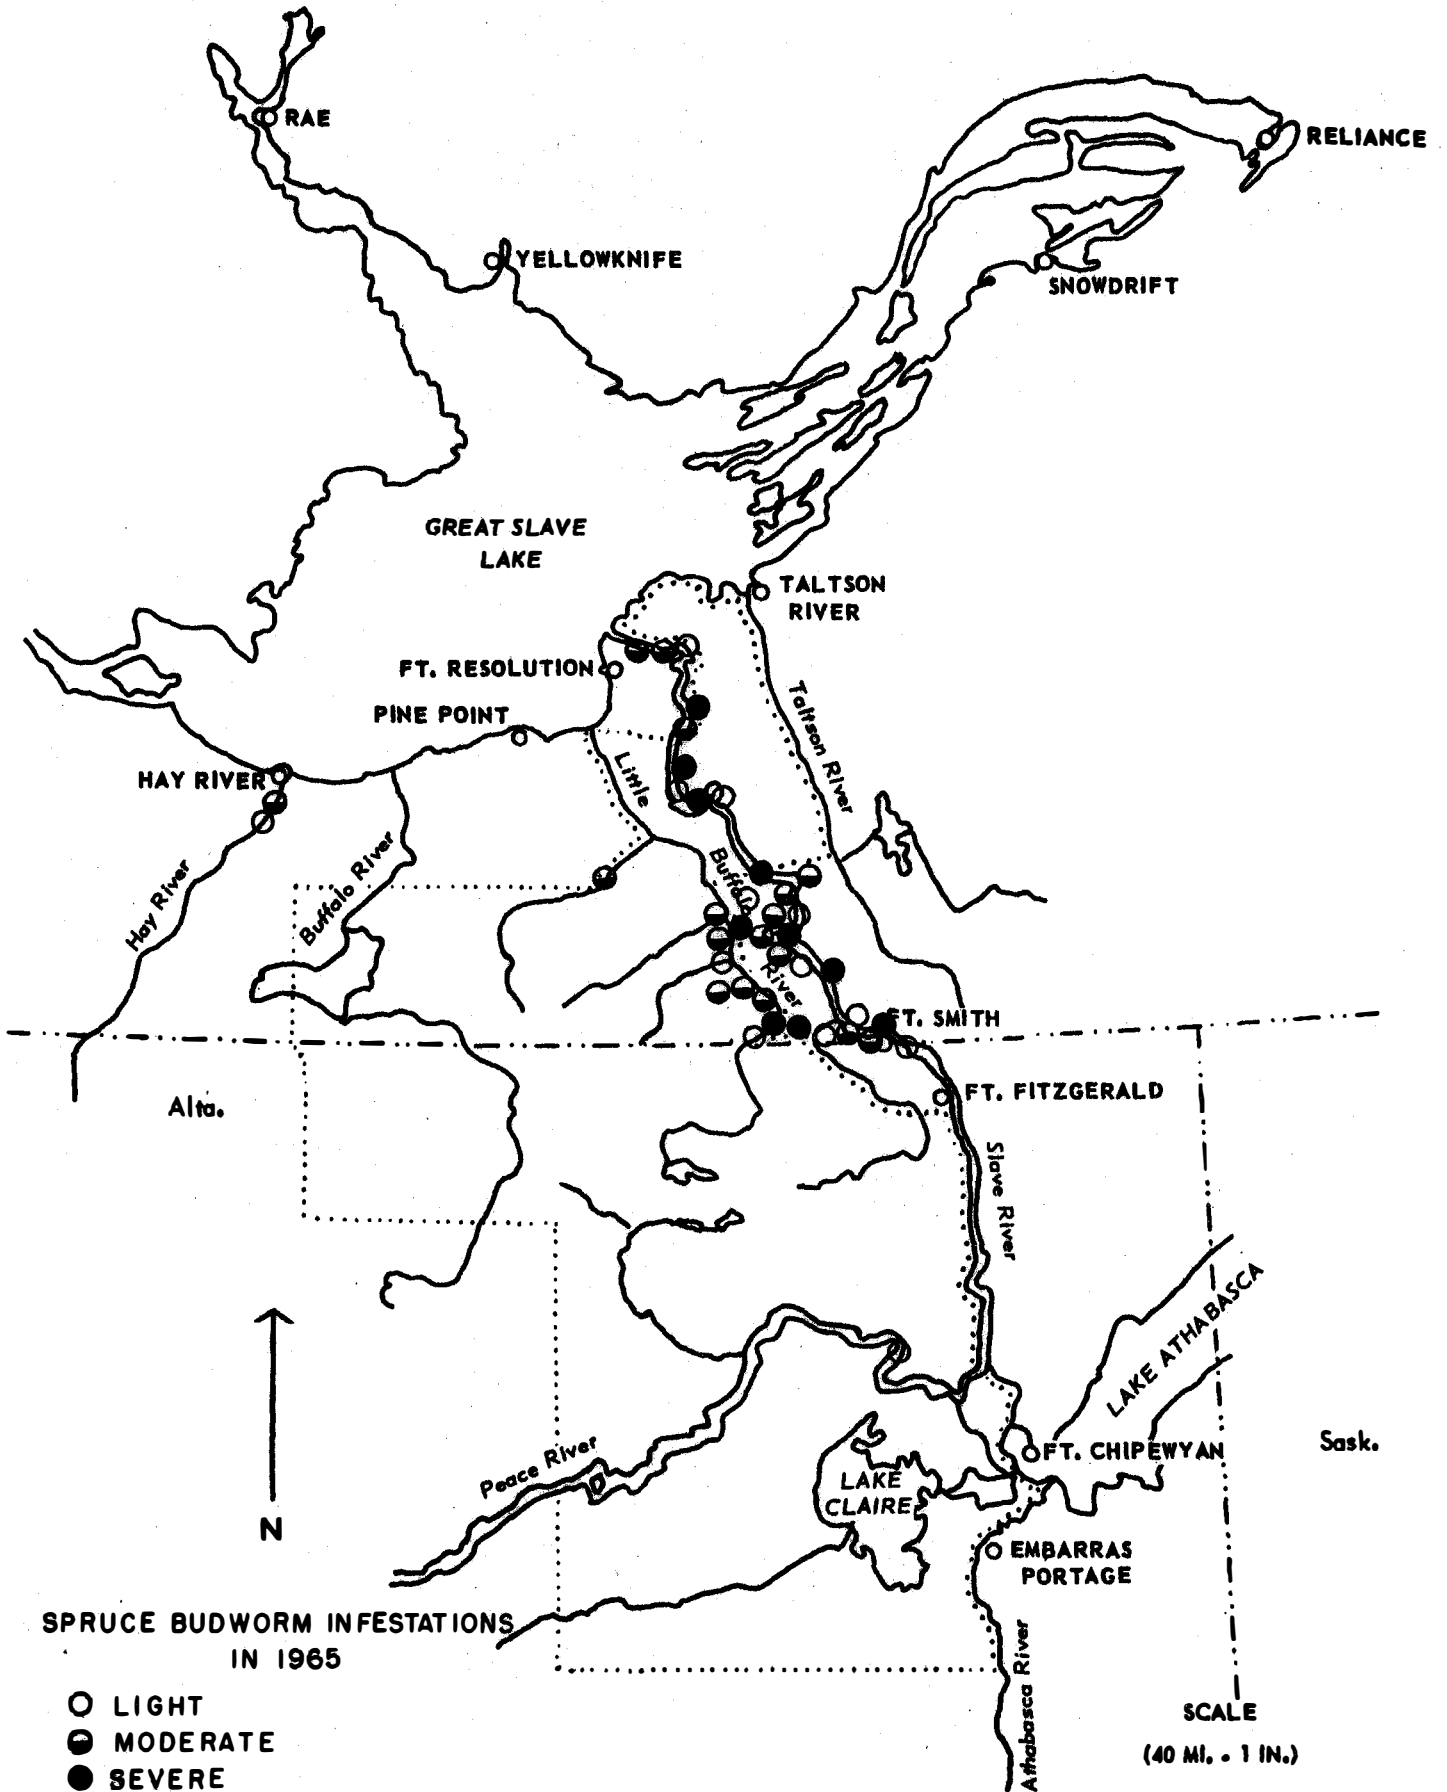 RAE
RELIANCE
YELLOWKNIFE
SNOWDRIFT
GREAT SLAVE
LAKE
TALTSON
RIVER
FT. RESOLUTION
PINE POINT
Taltson River
HAY RIVER
Little
Buffalo
River
Hay River
Buffalo River
FT. SMITH
Alta.
FT. FITZGERALD
Slave River
LAKE ATHABASCA
Peace River
FT. CHIPEWYAN
Sask.
LAKE
CLAIRE
N
EMBARRAS
PORTAGE
SPRUCE BUDWORM INFESTATIONS
IN 1965
Athabasca River
LIGHT
MODERATE
SEVERE
SCALE
(40 MI. = 1 IN.)